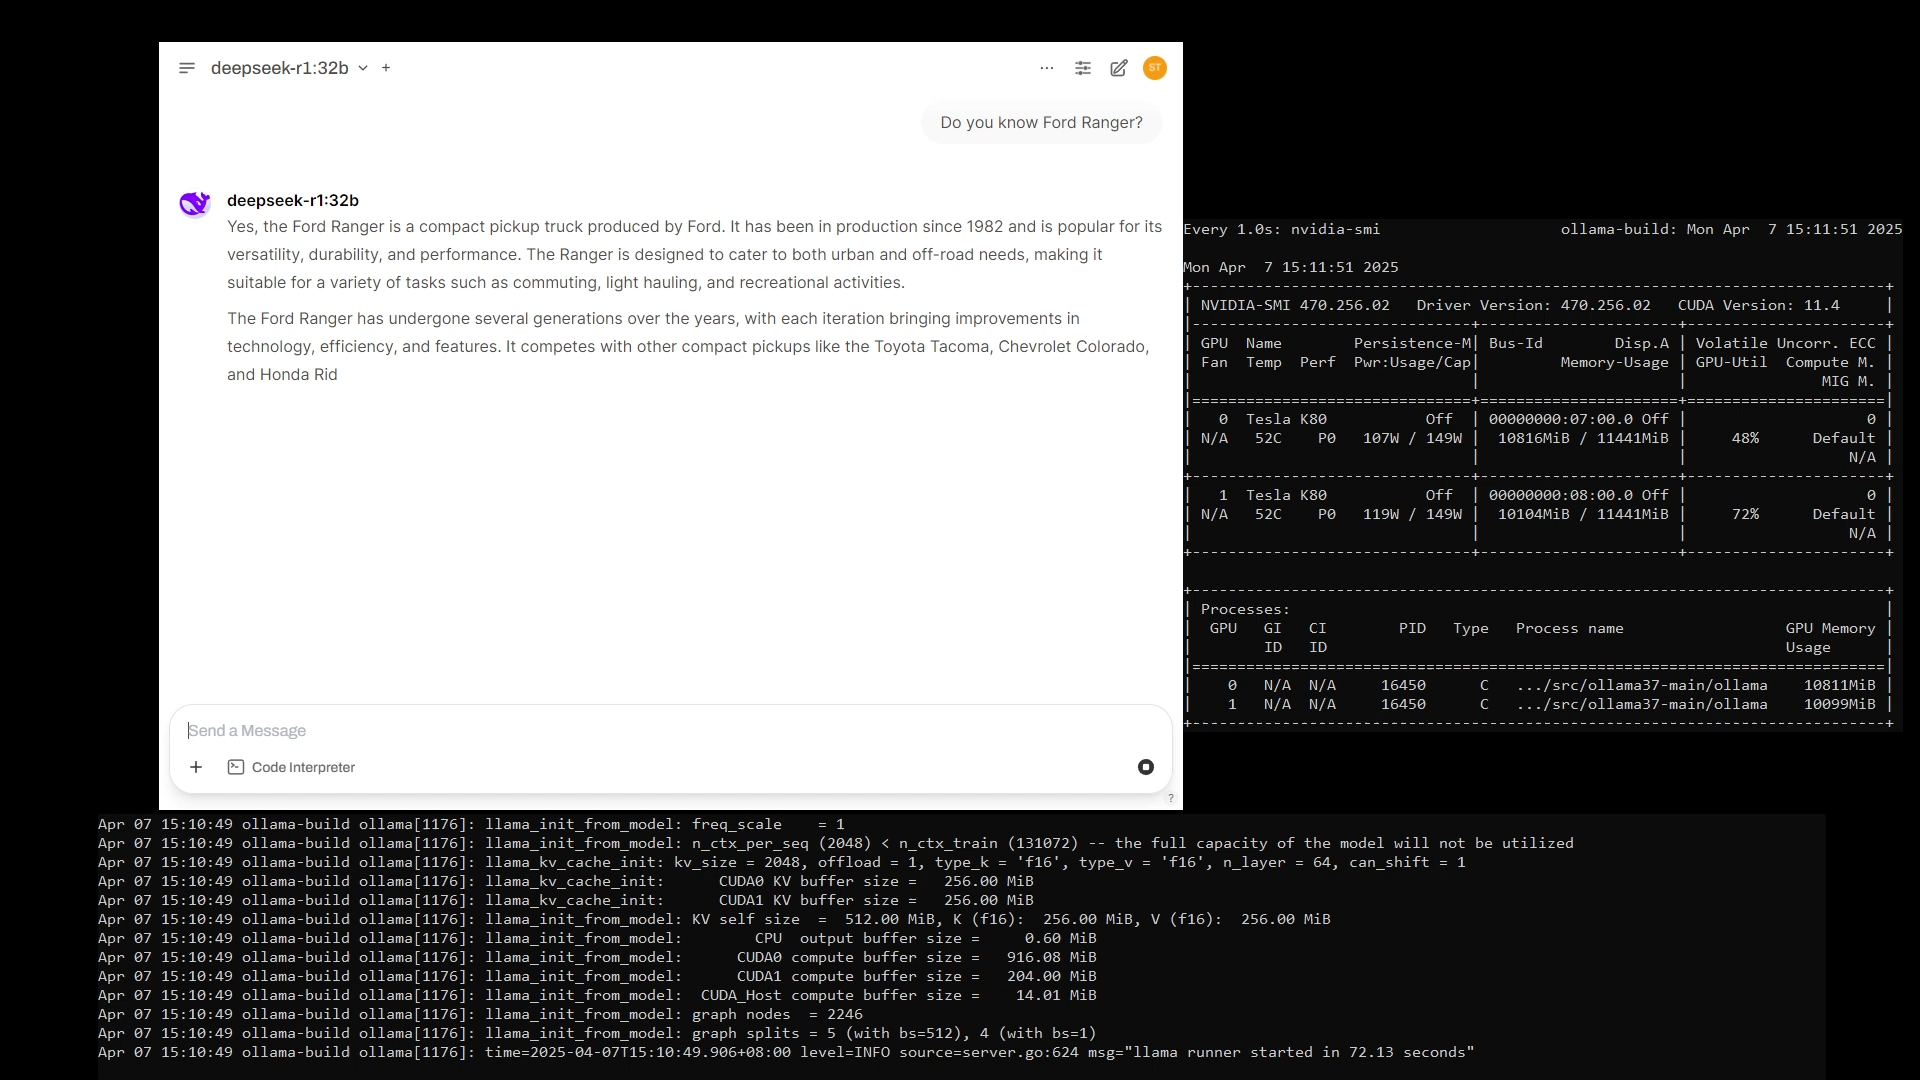 deepseek-r1:32b
ST
Do you know Ford Ranger?
deepseek-r1:32b
Yes, the Ford Ranger is a compact pickup truck produced by Ford. It has been in production since 1982 and is popular for its
versatility, durability, and performance. The Ranger is designed to cater to both urban and off-road needs, making it
suitable for a variety of tasks such as commuting, light hauling, and recreational activities.
The Ford Ranger has undergone several generations over the years, with each iteration bringing improvements in
technology, efficiency, and features. It competes with other compact pickups like the Toyota Tacoma, Chevrolet Colorado,
and Honda Rid
Send a Message
+ Code Interpreter
?
Every 1.0s: nvidia-smi ollama-build: Mon Apr 7 15:11:51 2025
Mon Apr 7 15:11:51 2025
+-----------------------------------------------------------------------------+
| NVIDIA-SMI 470.256.02 Driver Version: 470.256.02 CUDA Version: 11.4 |
|-------------------------------+----------------------+----------------------+
| GPU Name Persistence-M| Bus-Id Disp.A | Volatile Uncorr. ECC |
| Fan Temp Perf Pwr:Usage/Cap| Memory-Usage | GPU-Util Compute M. |
| | | MIG M. |
|===============================+======================+======================|
| 0 Tesla K80 Off | 00000000:07:00.0 Off | 0 |
| N/A 52C P0 107W / 149W | 10816MiB / 11441MiB | 48% Default |
| | | N/A |
+-------------------------------+----------------------+----------------------+
| 1 Tesla K80 Off | 00000000:08:00.0 Off | 0 |
| N/A 52C P0 119W / 149W | 10104MiB / 11441MiB | 72% Default |
| | | N/A |
+-------------------------------+----------------------+----------------------+
+-----------------------------------------------------------------------------+
| Processes: |
| GPU GI CI PID Type Process name GPU Memory |
| ID ID Usage |
|=============================================================================|
| 0 N/A N/A 16450 C .../src/ollama37-main/ollama 10811MiB |
| 1 N/A N/A 16450 C .../src/ollama37-main/ollama 10099MiB |
+-----------------------------------------------------------------------------+
Apr 07 15:10:49 ollama-build ollama[1176]: llama_init_from_model: freq_scale = 1
Apr 07 15:10:49 ollama-build ollama[1176]: llama_init_from_model: n_ctx_per_seq (2048) < n_ctx_train (131072) -- the full capacity of the model will not be utilized
Apr 07 15:10:49 ollama-build ollama[1176]: llama_kv_cache_init: kv_size = 2048, offload = 1, type_k = 'f16', type_v = 'f16', n_layer = 64, can_shift = 1
Apr 07 15:10:49 ollama-build ollama[1176]: llama_kv_cache_init: CUDA0 KV buffer size = 256.00 MiB
Apr 07 15:10:49 ollama-build ollama[1176]: llama_kv_cache_init: CUDA1 KV buffer size = 256.00 MiB
Apr 07 15:10:49 ollama-build ollama[1176]: llama_init_from_model: KV self size = 512.00 MiB, K (f16): 256.00 MiB, V (f16): 256.00 MiB
Apr 07 15:10:49 ollama-build ollama[1176]: llama_init_from_model: CPU output buffer size = 0.60 MiB
Apr 07 15:10:49 ollama-build ollama[1176]: llama_init_from_model: CUDA0 compute buffer size = 916.08 MiB
Apr 07 15:10:49 ollama-build ollama[1176]: llama_init_from_model: CUDA1 compute buffer size = 204.00 MiB
Apr 07 15:10:49 ollama-build ollama[1176]: llama_init_from_model: CUDA_Host compute buffer size = 14.01 MiB
Apr 07 15:10:49 ollama-build ollama[1176]: llama_init_from_model: graph nodes = 2246
Apr 07 15:10:49 ollama-build ollama[1176]: llama_init_from_model: graph splits = 5 (with bs=512), 4 (with bs=1)
Apr 07 15:10:49 ollama-build ollama[1176]: time=2025-04-07T15:10:49.906+08:00 level=INFO source=server.go:624 msg="llama runner started in 72.13 seconds"